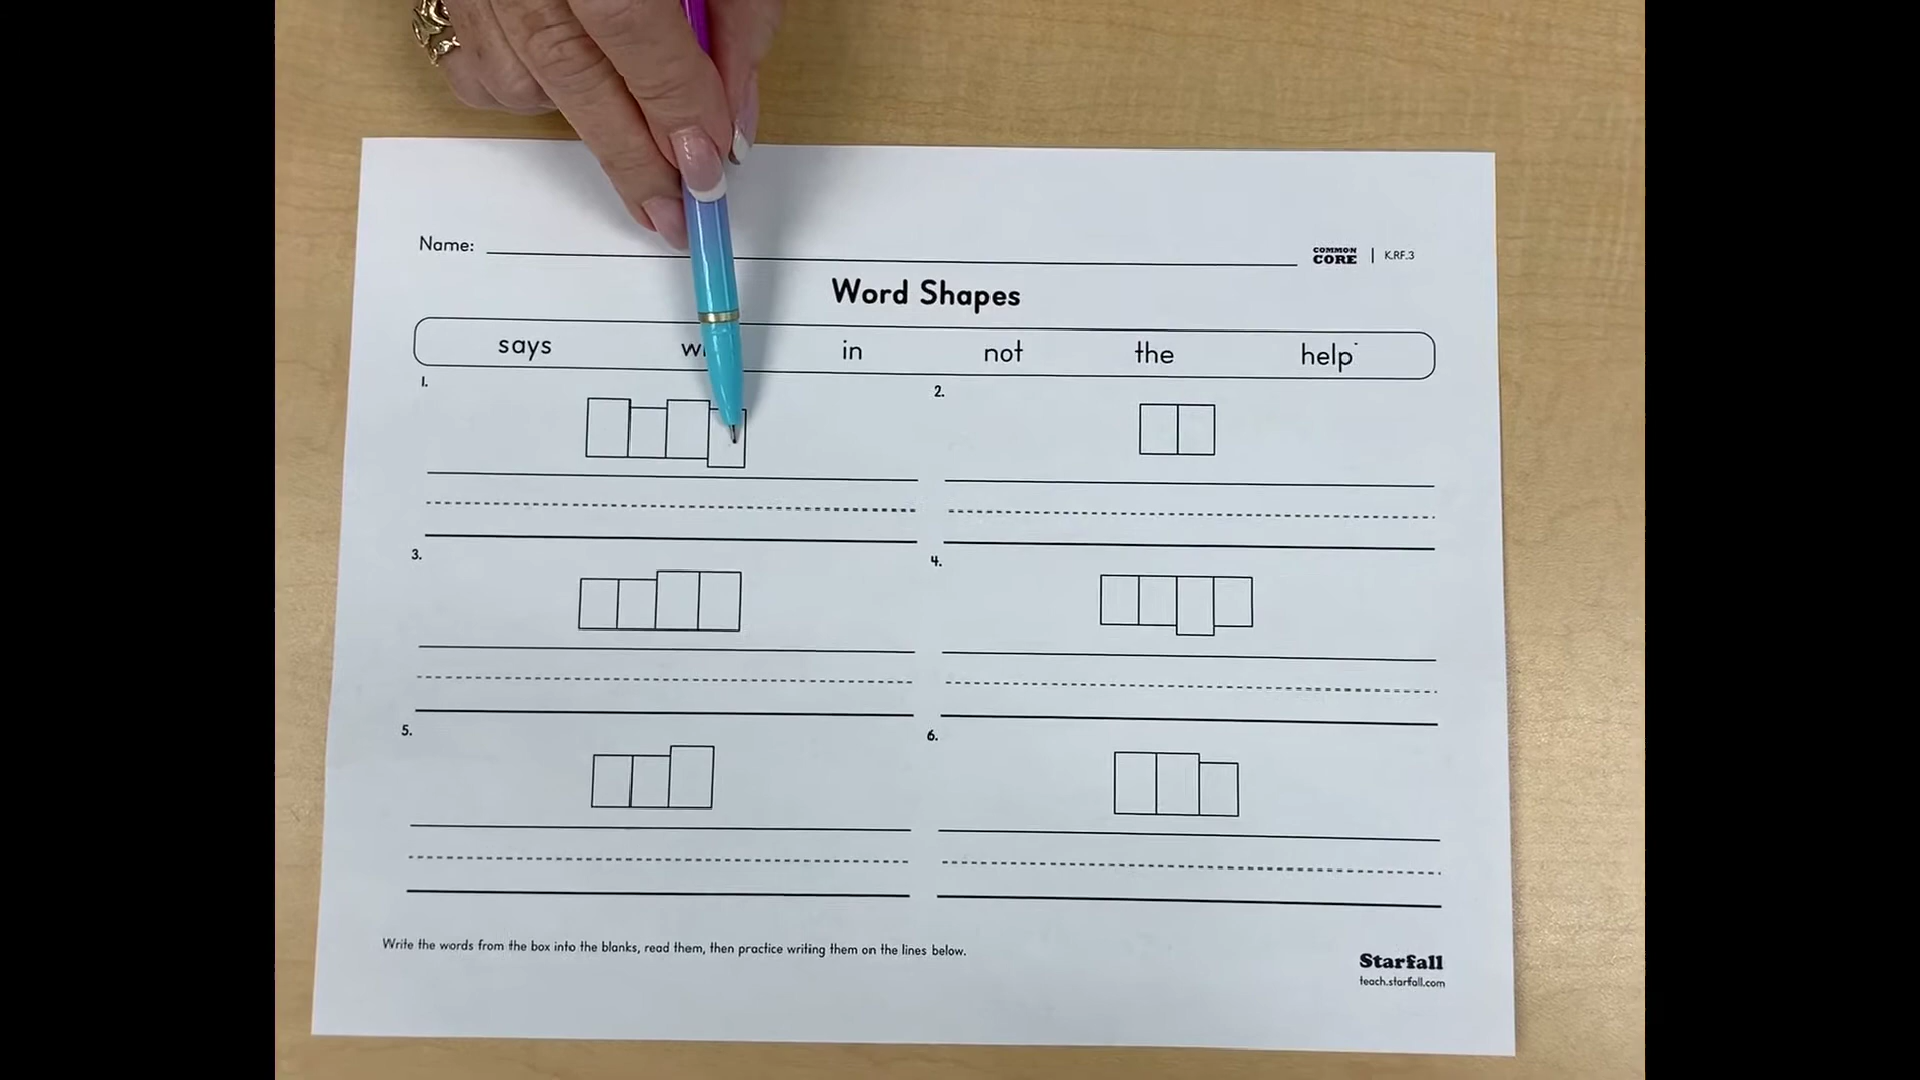 Name:
COMMON CORE | K.RF.3
Word Shapes
says in not the help
1.
2.
3.
4.
5.
6.
Write the words from the box into the blanks, read them, then practice writing them on the lines below.
Starfall
teach.starfall.com